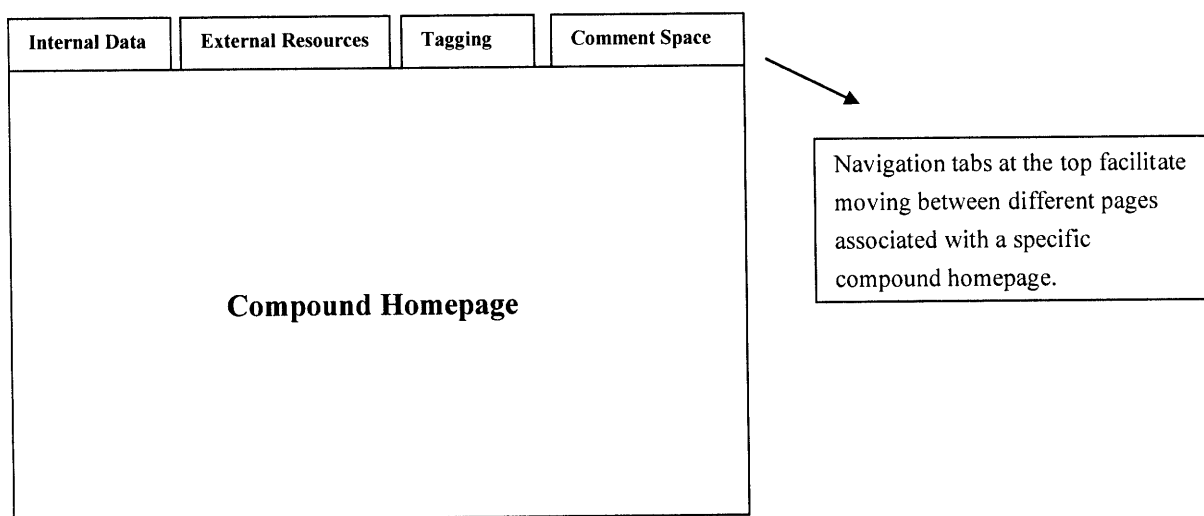 Internal Data
External Resources
Tagging
Comment Space
Navigation tabs at the top facilitate
moving between different pages
associated with a specific
compound homepage.
Compound Homepage